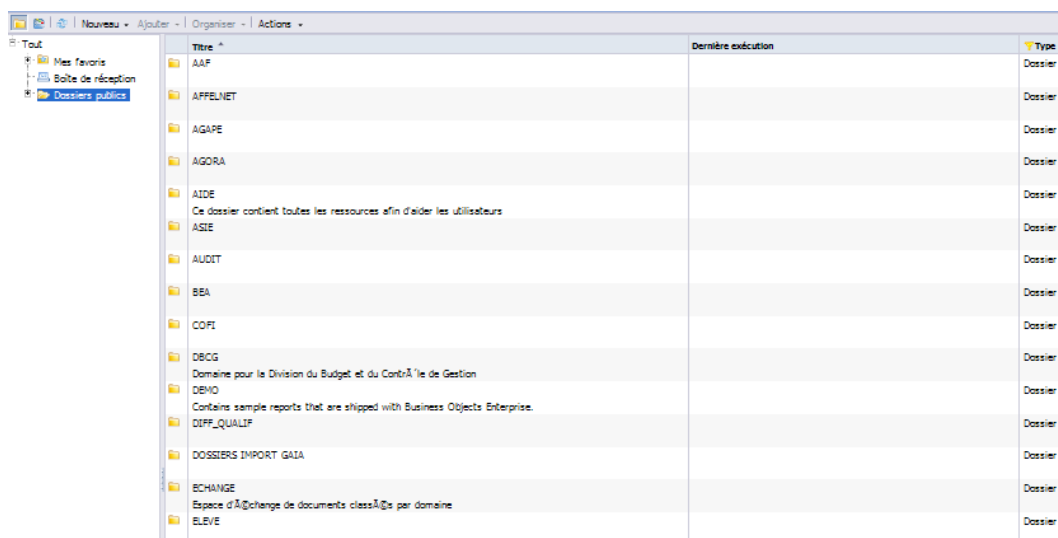 Nouveau Ajouter Organiser Actions
Tout
Mes favoris
Boîte de réception
Dossiers publics
Titre Dernière exécution Type
AAF Dossier
AFFELNET Dossier
AGAPE Dossier
AGORA Dossier
AIDE Dossier
Ce dossier contient toutes les ressources afin d'aider les utilisateurs
ASIE Dossier
AUDIT Dossier
BEA Dossier
COFI Dossier
DBCG Dossier
Domaine pour la Division du Budget et du ContrÃ´le de Gestion
DEMO Dossier
Contains sample reports that are shipped with Business Objects Enterprise.
DIFF_QUALIF Dossier
DOSSIERS IMPORT GAIA Dossier
ECHANGE Dossier
Espace d'Ã©change de documents classÃ©s par domaine
ELEVE Dossier